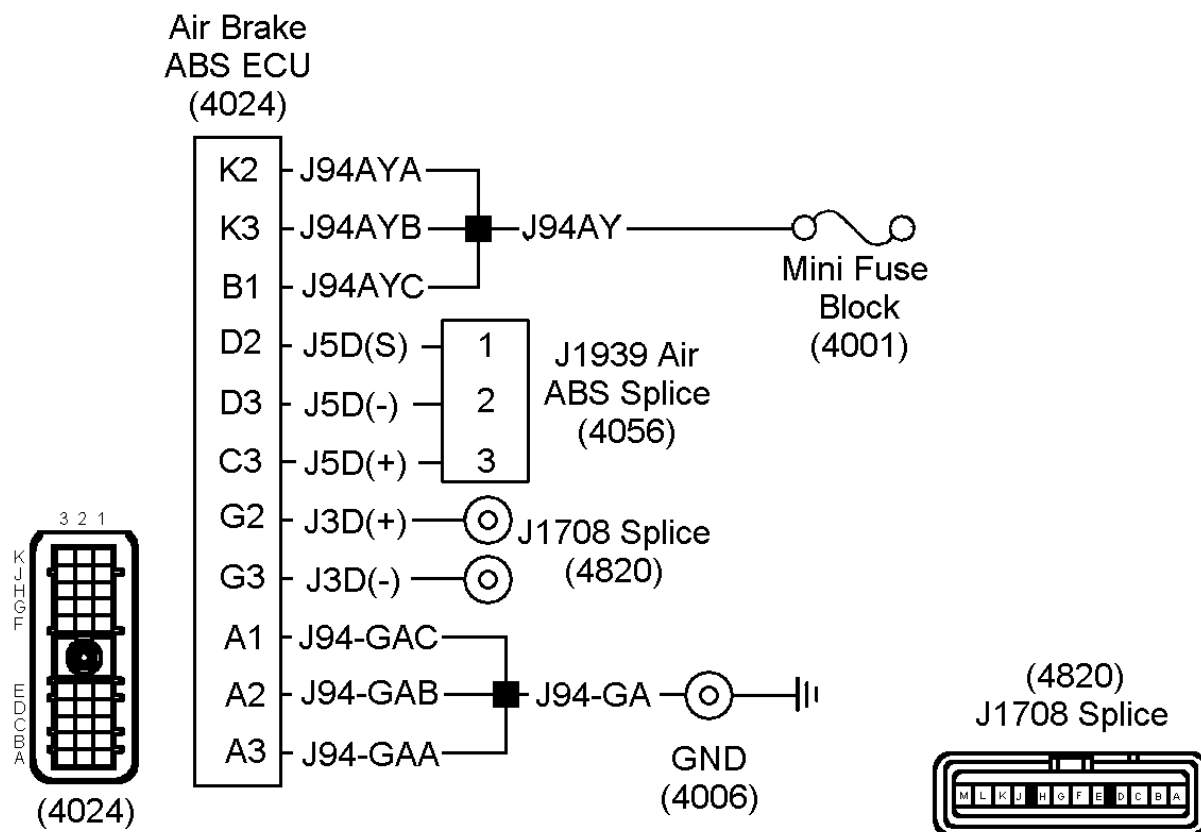 Air Brake
ABS ECU
(4024)
K2 J94AYA
K3 J94AYB J94AY
B1 J94AYC
Mini Fuse
Block
(4001)
D2 J5D(S) 1
D3 J5D(-) 2
C3 J5D(+) 3
J1939 Air
ABS Splice
(4056)
G2 J3D(+)
G3 J3D(-)
J1708 Splice
(4820)
A1 J94-GAC
A2 J94-GAB J94-GA
A3 J94-GAA
GND
(4006)
3 2 1
K
J
H
G
F
E
D
C
B
A
(4024)
(4820)
J1708 Splice
M L K J H G F E D C B A